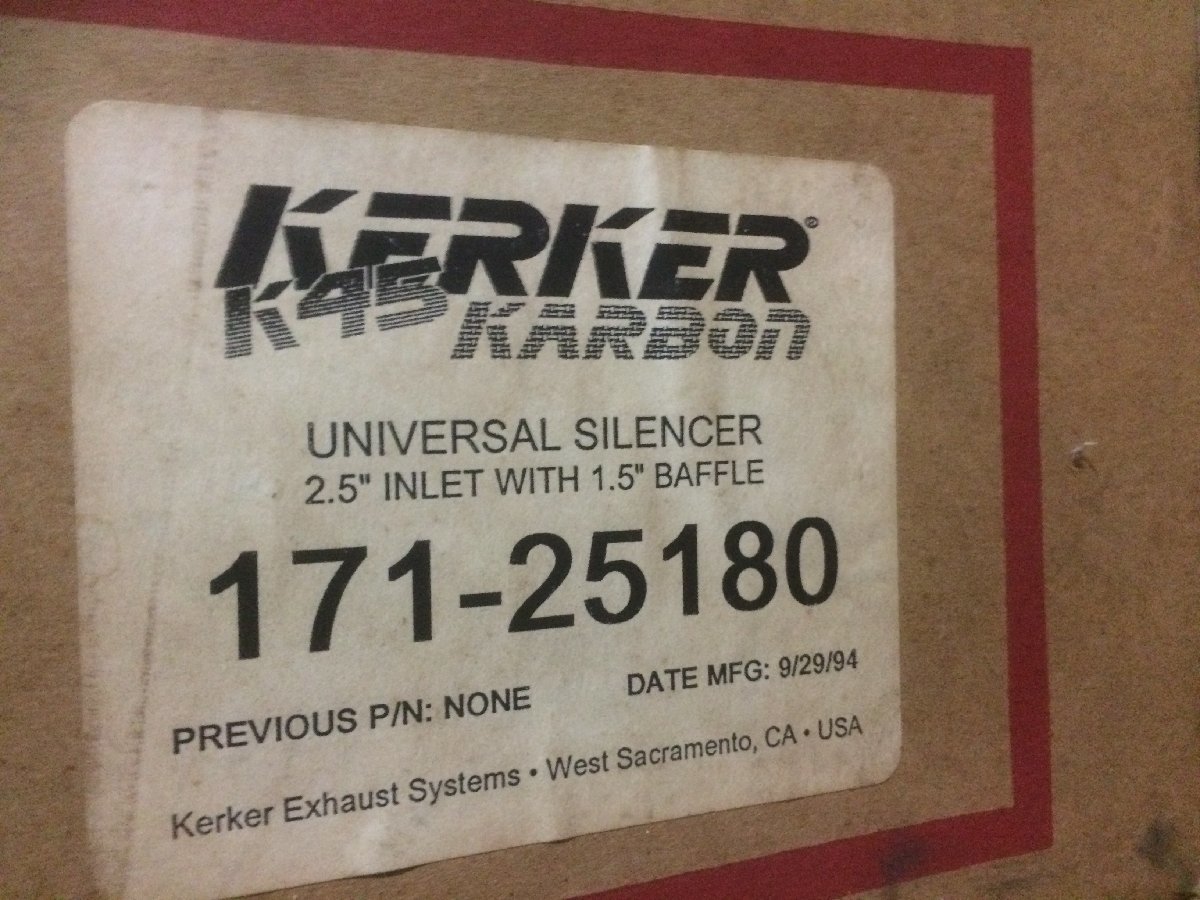 KERKER®
K45 KARBON
UNIVERSAL SILENCER
2.5" INLET WITH 1.5" BAFFLE
171-25180
PREVIOUS P/N: NONE DATE MFG: 9/29/94
Kerker Exhaust Systems • West Sacramento, CA • USA